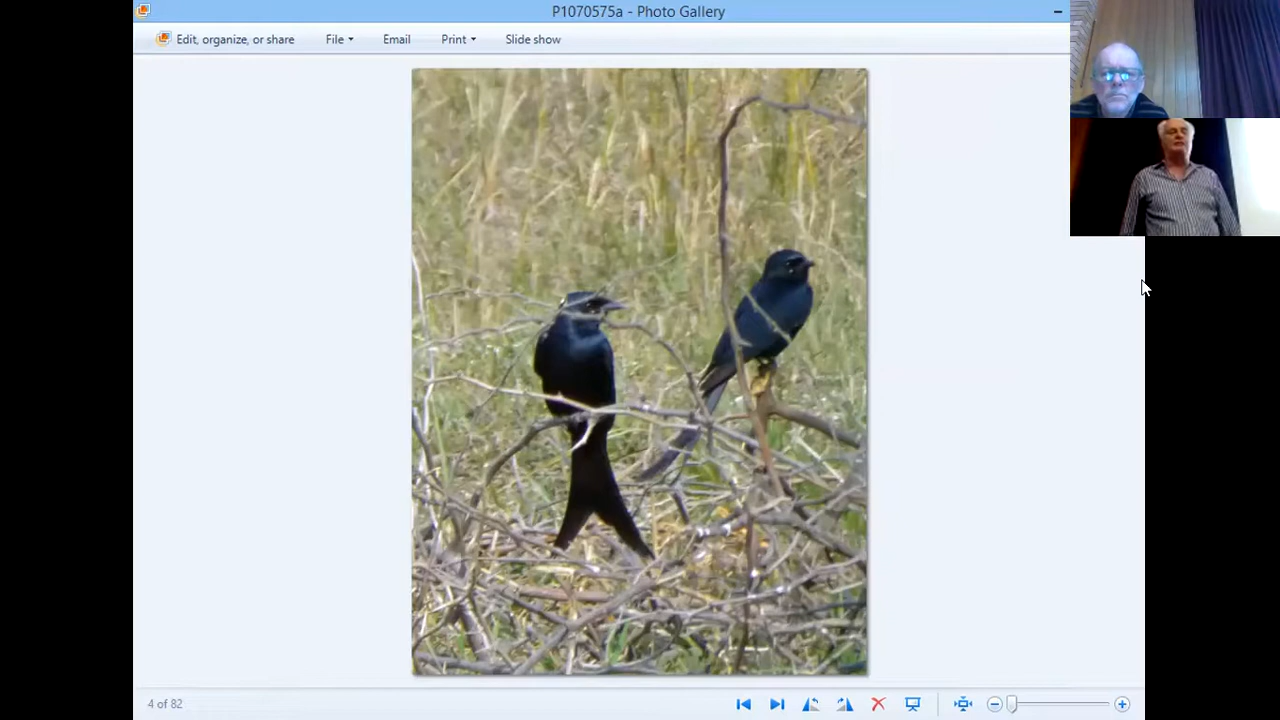 P1070575a - Photo Gallery
Edit, organize, or share File Email Print Slide show
4 of 82